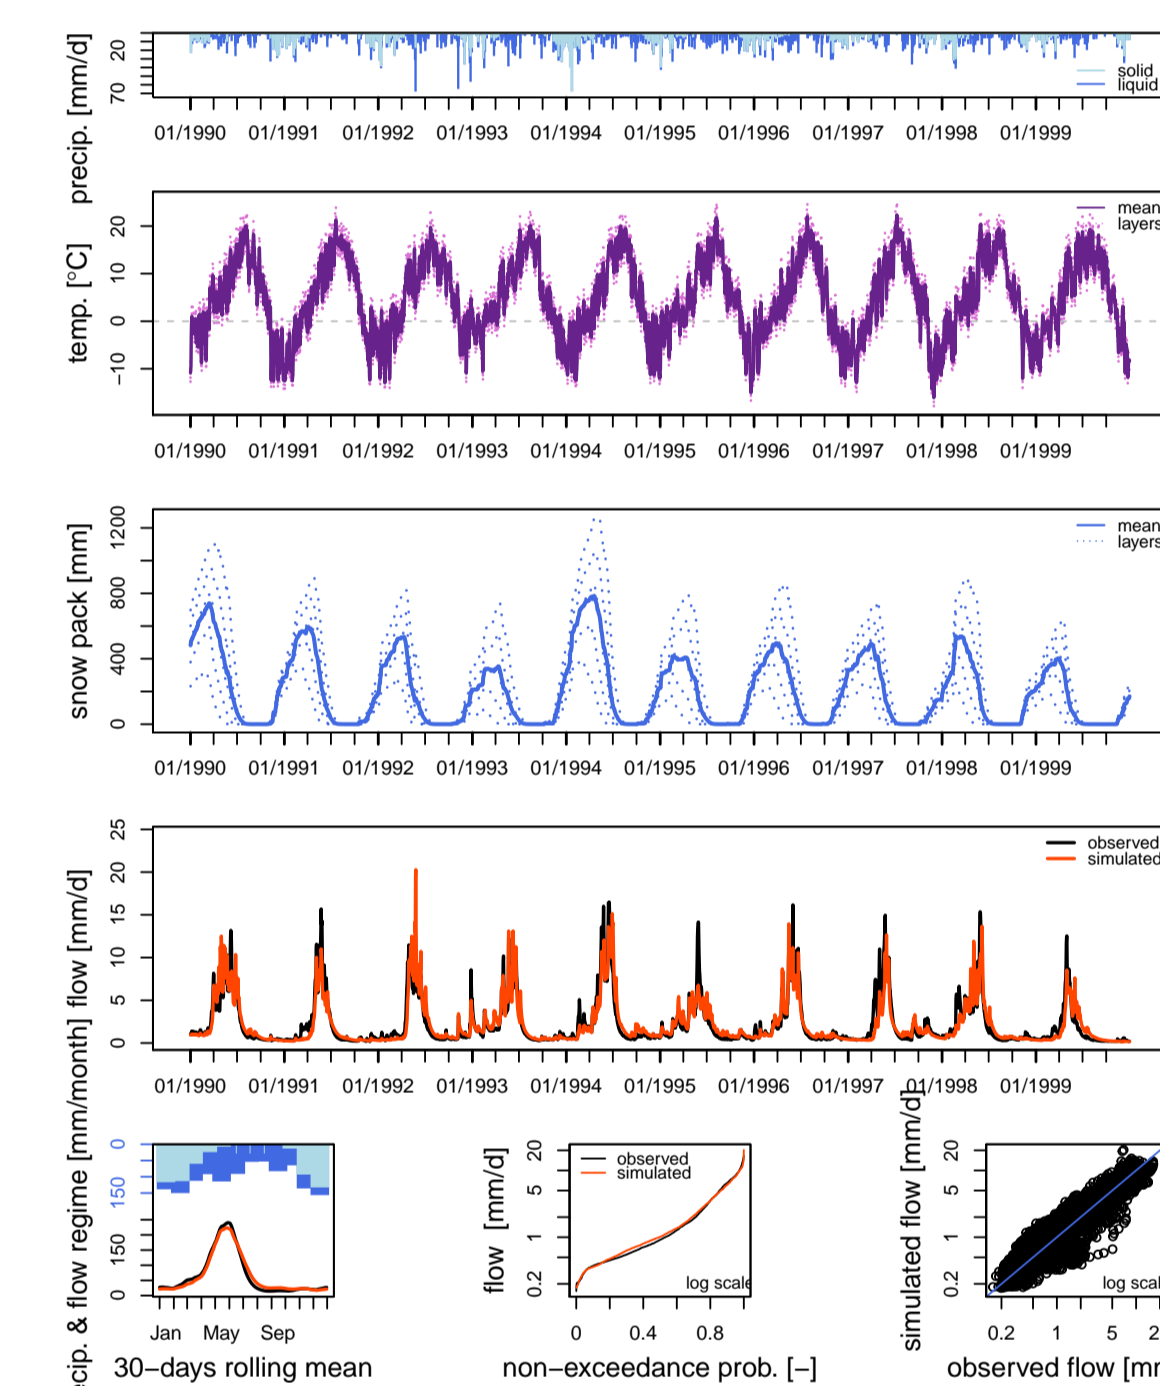 precip. [mm/d]
20
70
solid
liquid
01/1990 01/1991 01/1992 01/1993 01/1994 01/1995 01/1996 01/1997 01/1998 01/1999
temp. [°C]
20
10
0
−10
mean
layers
01/1990 01/1991 01/1992 01/1993 01/1994 01/1995 01/1996 01/1997 01/1998 01/1999
snow pack [mm]
1200
800
400
0
mean
layers
01/1990 01/1991 01/1992 01/1993 01/1994 01/1995 01/1996 01/1997 01/1998 01/1999
flow [mm/d]
25
20
15
10
5
0
observed
simulated
01/1990 01/1991 01/1992 01/1993 01/1994 01/1995 01/1996 01/1997 01/1998 01/1999
cip. & flow regime [mm/month]
0
150
150
0
Jan May Sep
30−days rolling mean
flow [mm/d]
20
5
1
0.2
observed
simulated
log scale
0 0.4 0.8
non−exceedance prob. [−]
simulated flow [mm/d]
20
5
1
0.2
log scal
0.2 1 5 2
observed flow [mm